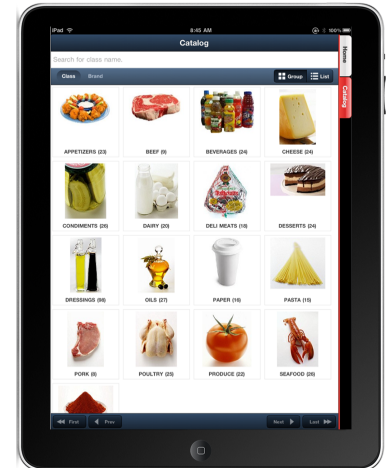 iPad 8:45 AM 100%
Catalog
Search for class name.
Class Brand Group List
Home
Catalog
APPETIZERS (23) BEEF (9) BEVERAGES (24) CHEESE (24)
CONDIMENTS (26) DAIRY (20) DELI MEATS (18) DESSERTS (24)
DRESSINGS (98) OILS (27) PAPER (16) PASTA (15)
PORK (8) POULTRY (25) PRODUCE (22) SEAFOOD (26)
First Prev Next Last